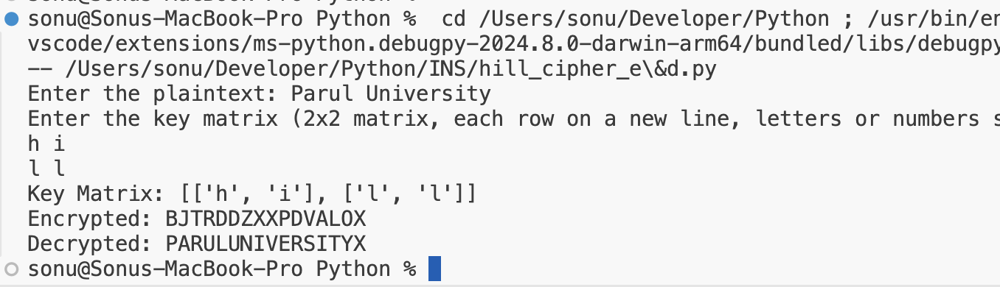 sonu@Sonus-MacBook-Pro Python %  cd /Users/sonu/Developer/Python ; /usr/bin/en
vscode/extensions/ms-python.debugpy-2024.8.0-darwin-arm64/bundled/libs/debugpy
-- /Users/sonu/Developer/Python/INS/hill_cipher_e\&d.py
Enter the plaintext: Parul University
Enter the key matrix (2x2 matrix, each row on a new line, letters or numbers s
h i
l l
Key Matrix: [['h', 'i'], ['l', 'l']]
Encrypted: BJTRDDZXXPDVALOX
Decrypted: PARULUNIVERSITYX
sonu@Sonus-MacBook-Pro Python %